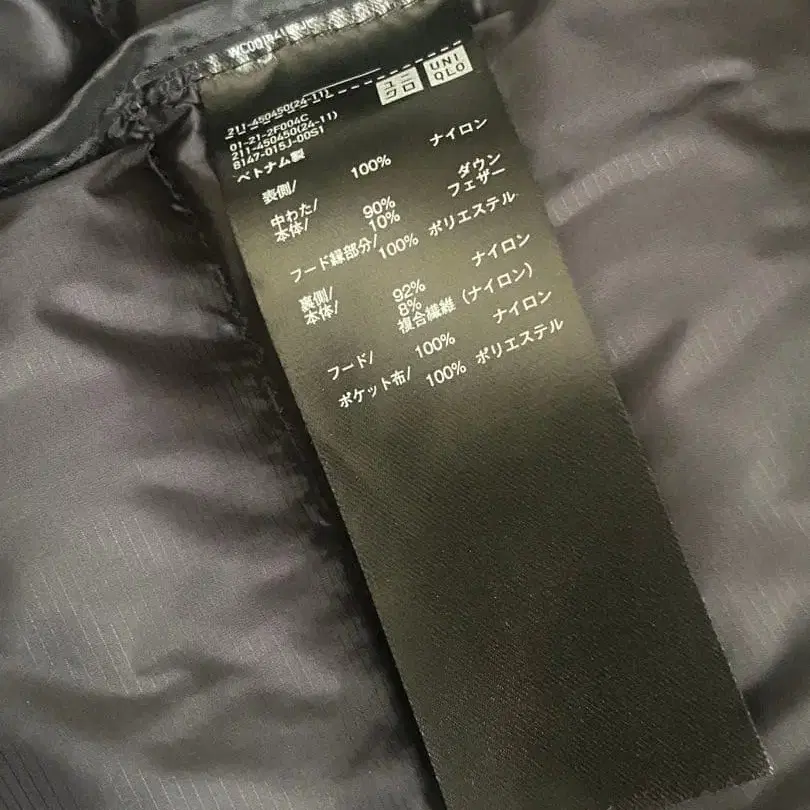 ユニ
クロ
UNI
QLO
211-450450(24-11)
01-21-2F004C
211-450450(24-11)
8147-015J-00S1
ベトナム製
表側/ 100% ナイロン
中わた/
本体/ 90% ダウン
10% フェザー
フード縁部分/ 100% ポリエステル
裏側/
本体/ 92% ナイロン
8% 複合繊維(ナイロン)
フード/ 100% ナイロン
ポケット布/ 100% ポリエステル